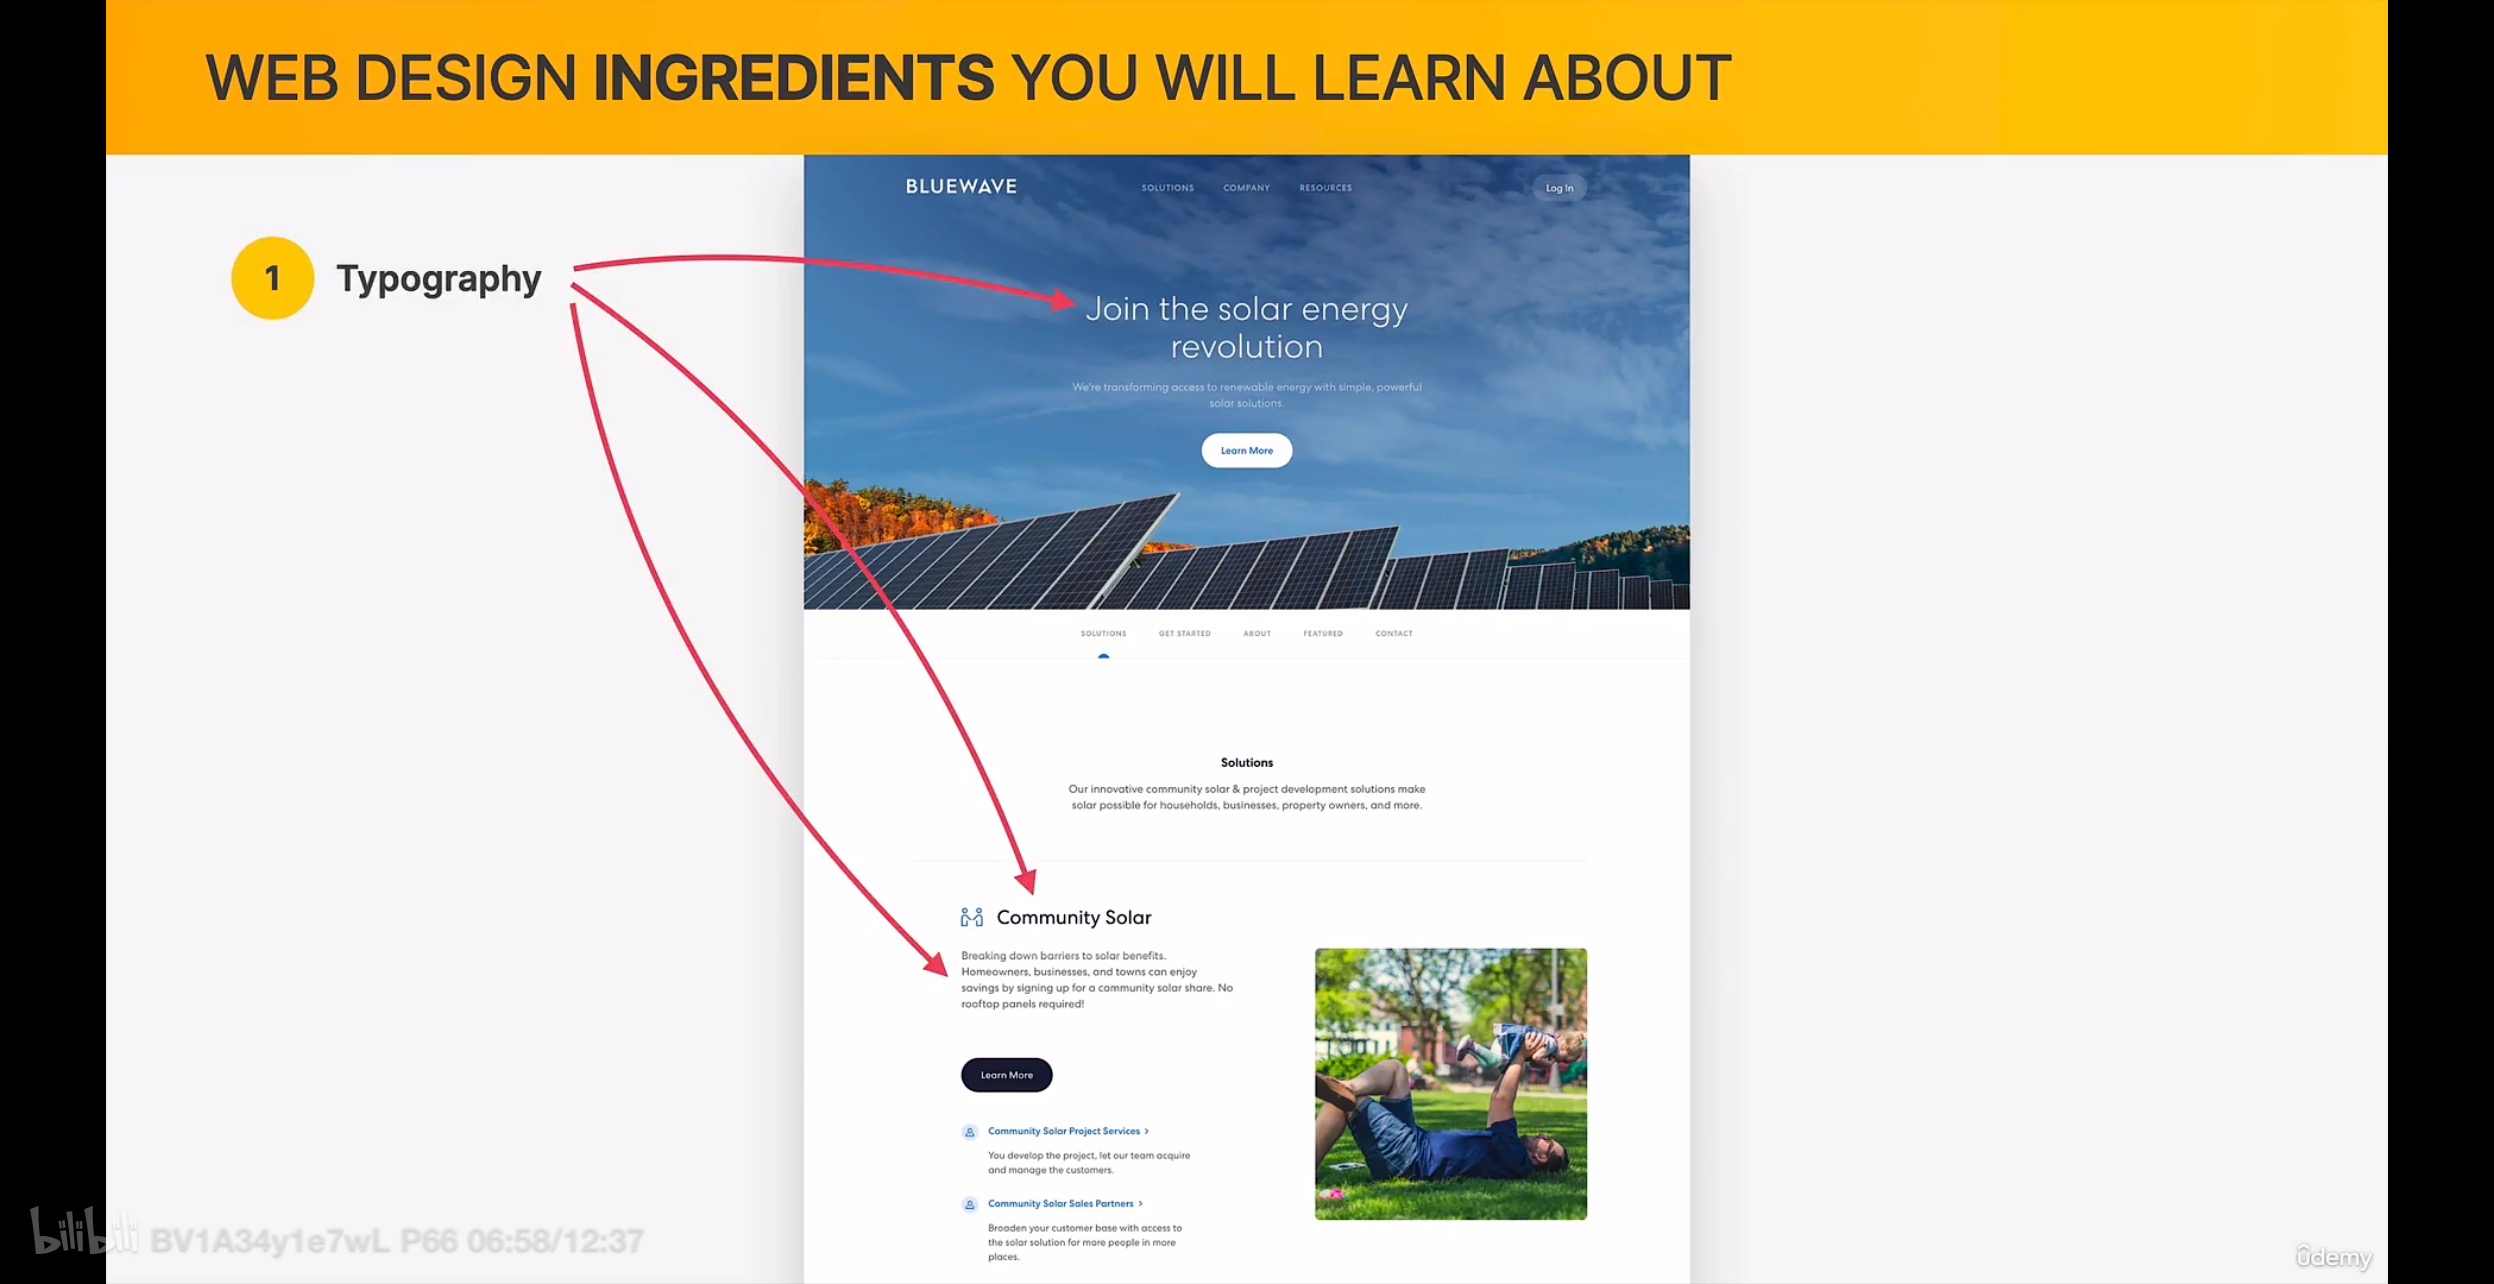 WEB DESIGN INGREDIENTS YOU WILL LEARN ABOUT
1 Typography
BLUEWAVE
SOLUTIONS COMPANY RESOURCES
Log In
Join the solar energy
revolution
We're transforming access to renewable energy with simple, powerful
solar solutions.
Learn More
SOLUTIONS GET STARTED ABOUT FEATURED CONTACT
Solutions
Our innovative community solar & project development solutions make
solar possible for households, businesses, property owners, and more.
Community Solar
Breaking down barriers to solar benefits.
Homeowners, businesses, and towns can enjoy
savings by signing up for a community solar share. No
rooftop panels required!
Learn More
Community Solar Project Services >
You develop the project, let our team acquire
and manage the customers.
Community Solar Sales Partners >
Broaden your customer base with access to
the solar solution for more people in more
places.
bilibili BV1A34y1e7wL P66 06:58/12:37
ûdemy